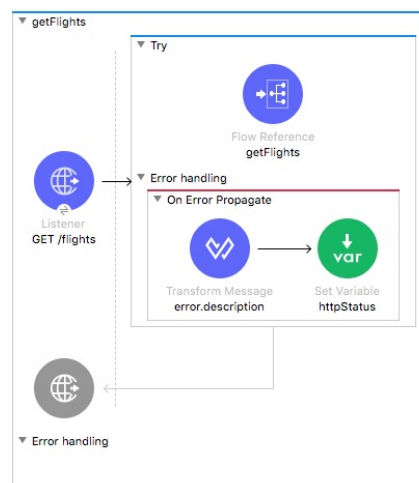 getFlights
Try
Flow Reference
getFlights
Listener
GET /flights
Error handling
On Error Propagate
Transform Message
error.description
var
Set Variable
httpStatus
Error handling